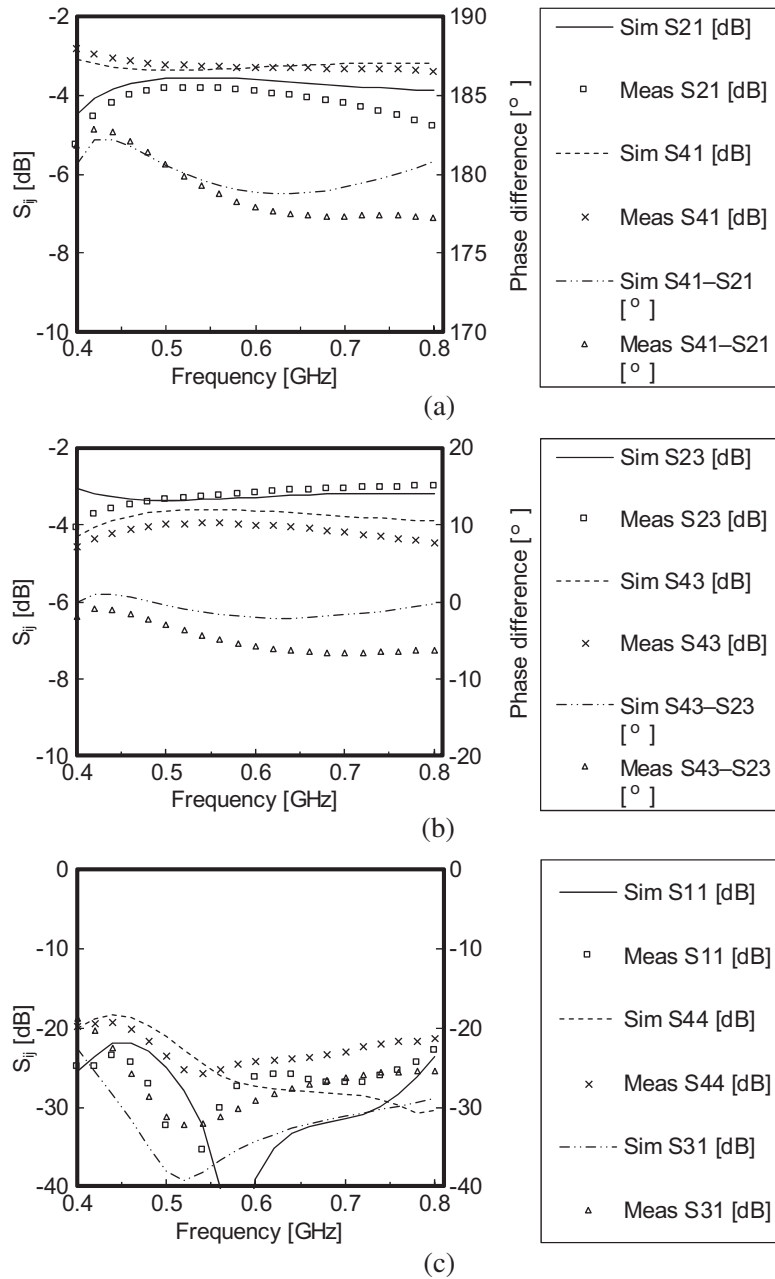 -2
-4
-6
-8
-10
190
185
180
175
170
0.4 0.5 0.6 0.7 0.8
Frequency [GHz]
Sij [dB]
Phase difference [ o ]
Sim S21 [dB]
Meas S21 [dB]
Sim S41 [dB]
Meas S41 [dB]
Sim S41–S21
[ o ]
Meas S41–S21
[ o ]
(a)
-2
-4
-6
-8
-10
20
10
0
-10
-20
0.4 0.5 0.6 0.7 0.8
Frequency [GHz]
Sij [dB]
Phase difference [ o ]
Sim S23 [dB]
Meas S23 [dB]
Sim S43 [dB]
Meas S43 [dB]
Sim S43–S23
[ o ]
Meas S43–S23
[ o ]
(b)
0
-10
-20
-30
-40
0
-10
-20
-30
-40
0.4 0.5 0.6 0.7 0.8
Frequency [GHz]
Sij [dB]
Sim S11 [dB]
Meas S11 [dB]
Sim S44 [dB]
Meas S44 [dB]
Sim S31 [dB]
Meas S31 [dB]
(c)